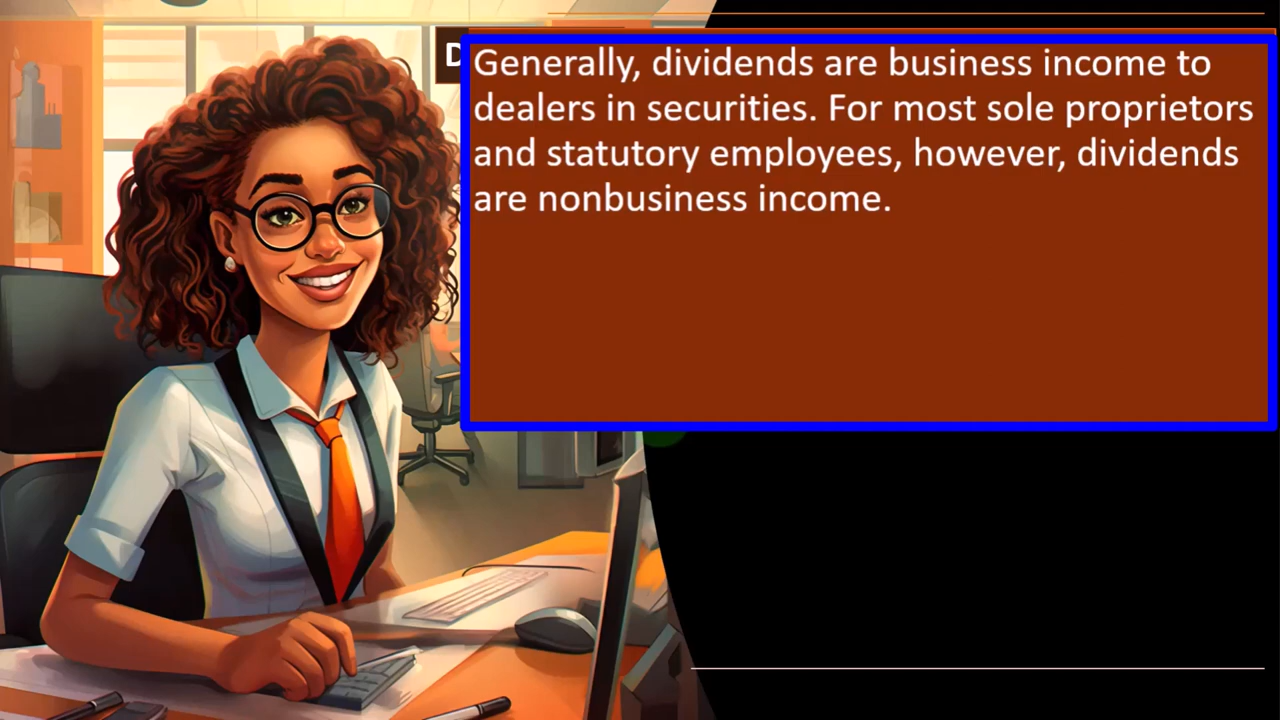 Generally, dividends are business income to
dealers in securities. For most sole proprietors
and statutory employees, however, dividends
are nonbusiness income.